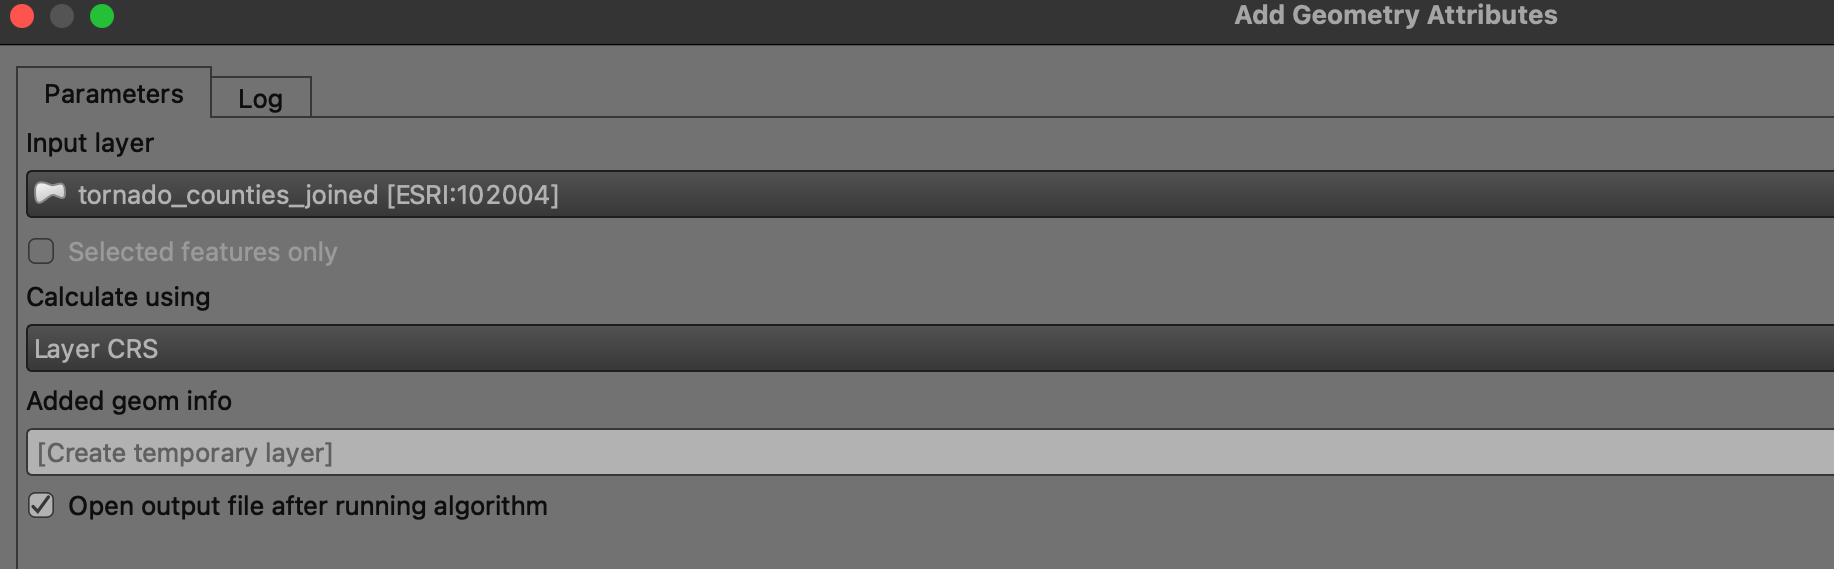 Add Geometry Attributes
Parameters
Log
Input layer
tornado_counties_joined [ESRI:102004]
Selected features only
Calculate using
Layer CRS
Added geom info
[Create temporary layer]
Open output file after running algorithm